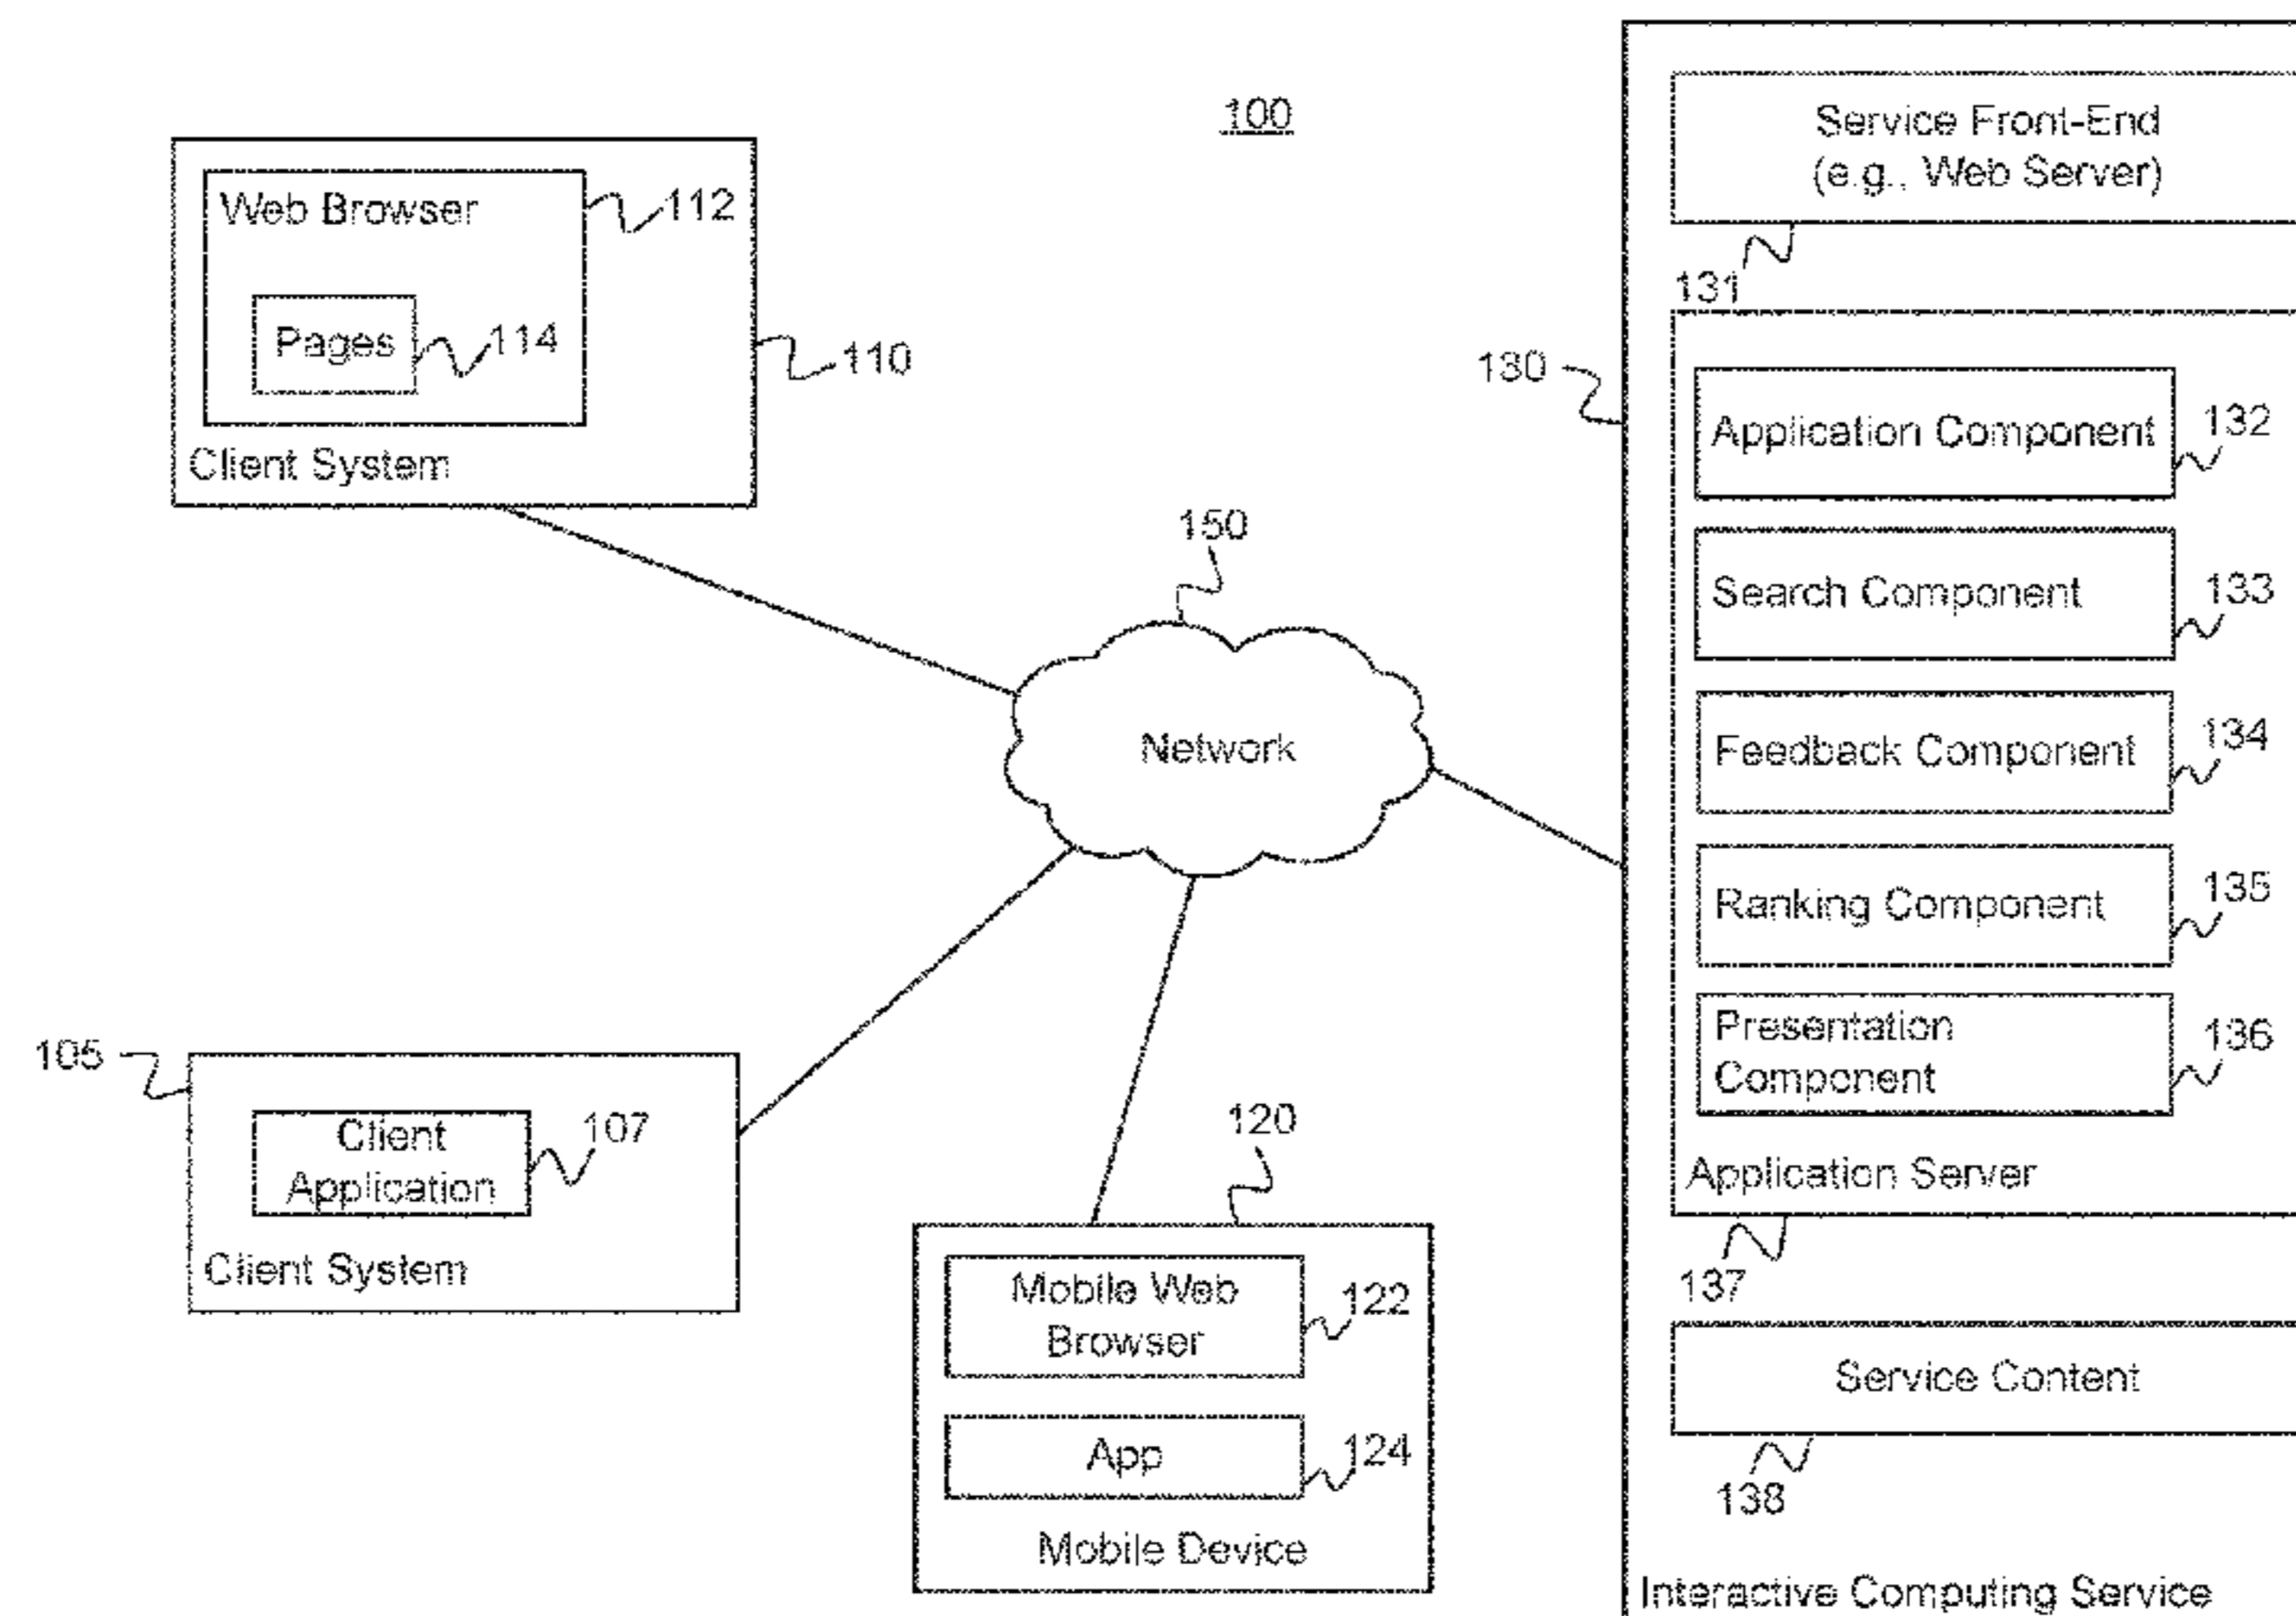 100
Web Browser
112
Pages
114
110
Client System
150
Network
105
Client
Application
107
Client System
120
Mobile Web
Browser
122
App
124
Mobile Device
130
Service Front-End
(e.g., Web Server)
131
Application Component
132
Search Component
133
Feedback Component
134
Ranking Component
135
Presentation
Component
136
Application Server
137
Service Content
138
Interactive Computing Service